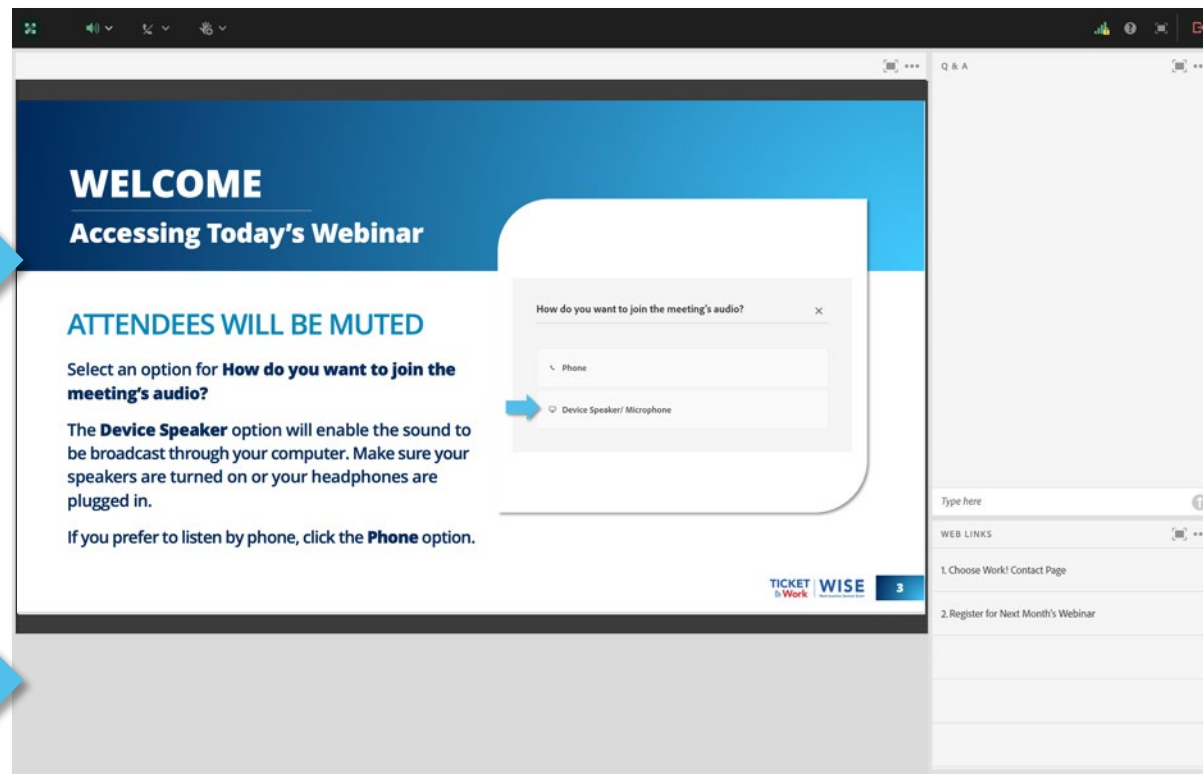 Q & A
WELCOME
Accessing Today's Webinar
ATTENDEES WILL BE MUTED
Select an option for How do you want to join the
meeting's audio?
The Device Speaker option will enable the sound to
be broadcast through your computer. Make sure your
speakers are turned on or your headphones are
plugged in.
If you prefer to listen by phone, click the Phone option.
How do you want to join the meeting's audio?
Phone
Device Speaker/ Microphone
TICKET to Work WISE 3
Type here
WEB LINKS
1. Choose Work! Contact Page
2. Register for Next Month's Webinar